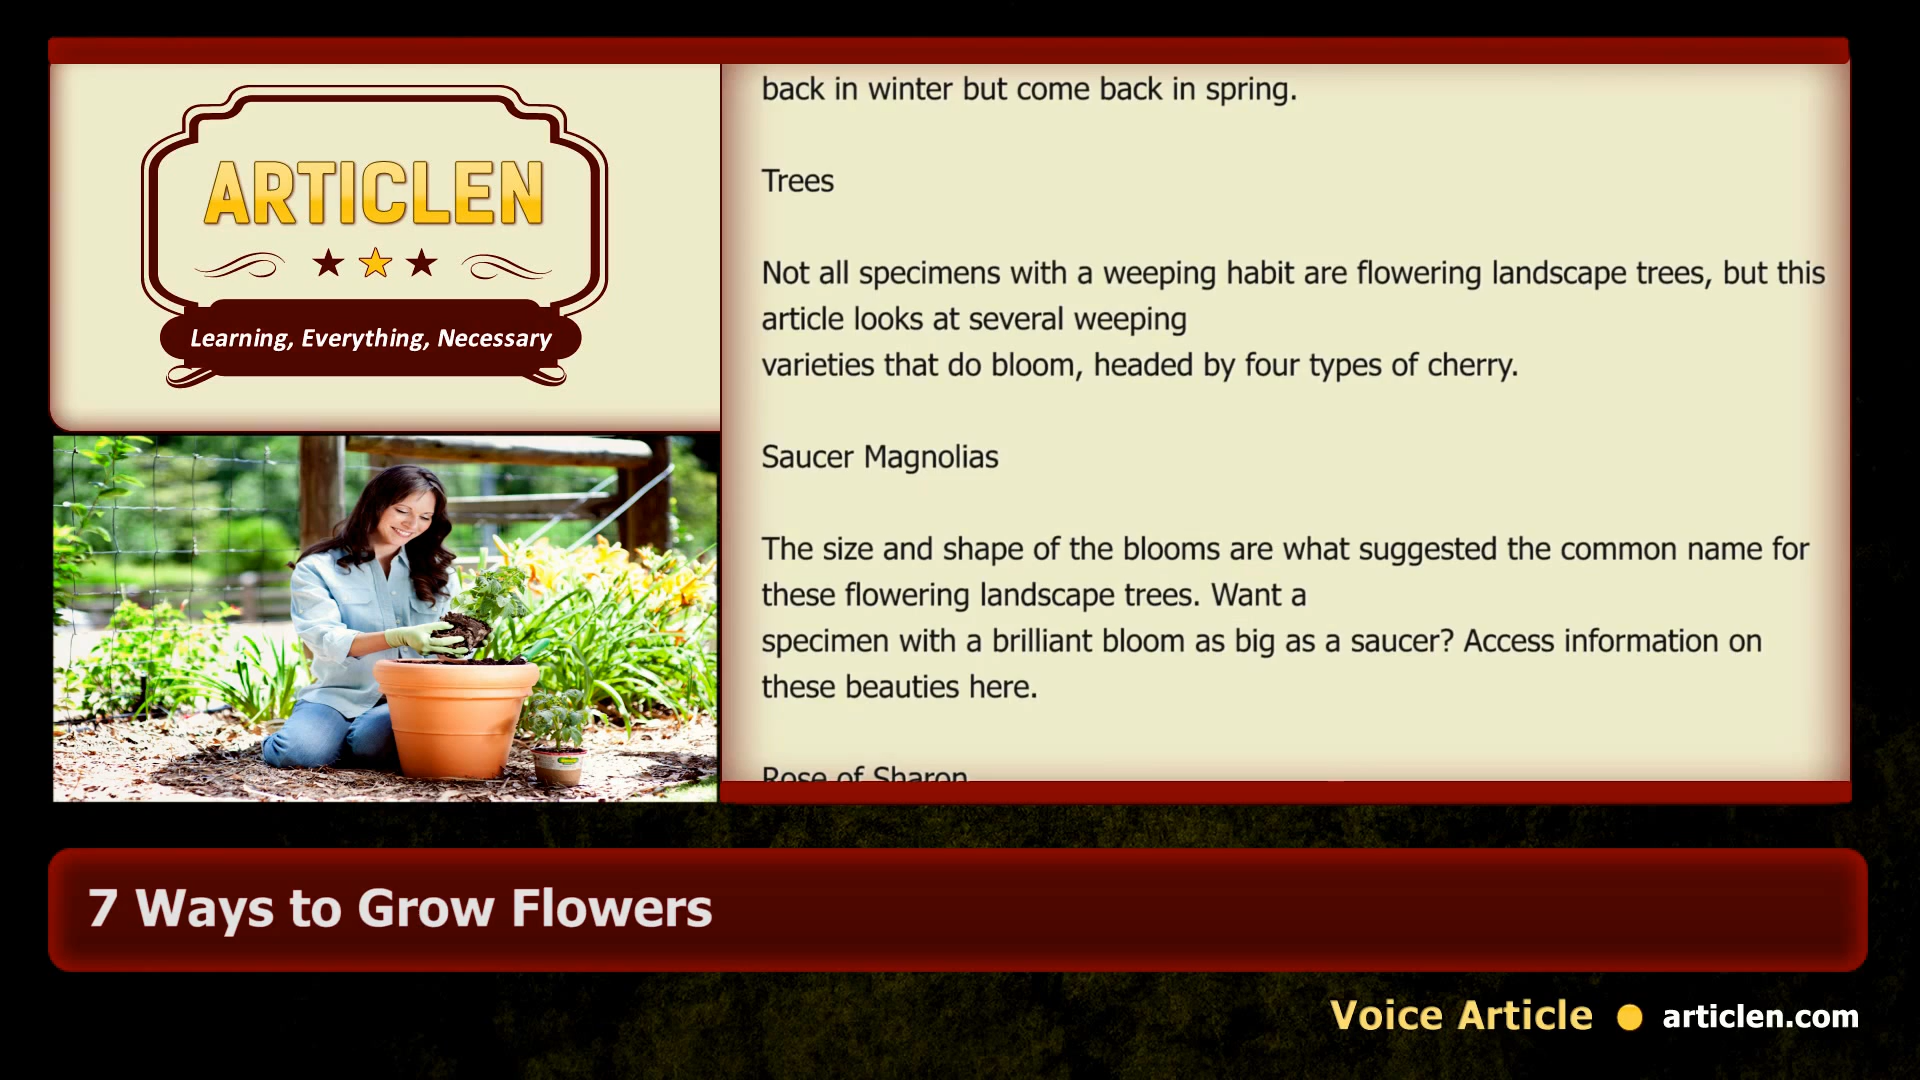 ARTICLEN
Learning, Everything, Necessary
back in winter but come back in spring.
Trees
Not all specimens with a weeping habit are flowering landscape trees, but this
article looks at several weeping
varieties that do bloom, headed by four types of cherry.
Saucer Magnolias
The size and shape of the blooms are what suggested the common name for
these flowering landscape trees. Want a
specimen with a brilliant bloom as big as a saucer? Access information on
these beauties here.
Rose of Sharon
7 Ways to Grow Flowers
Voice Article
articlen.com